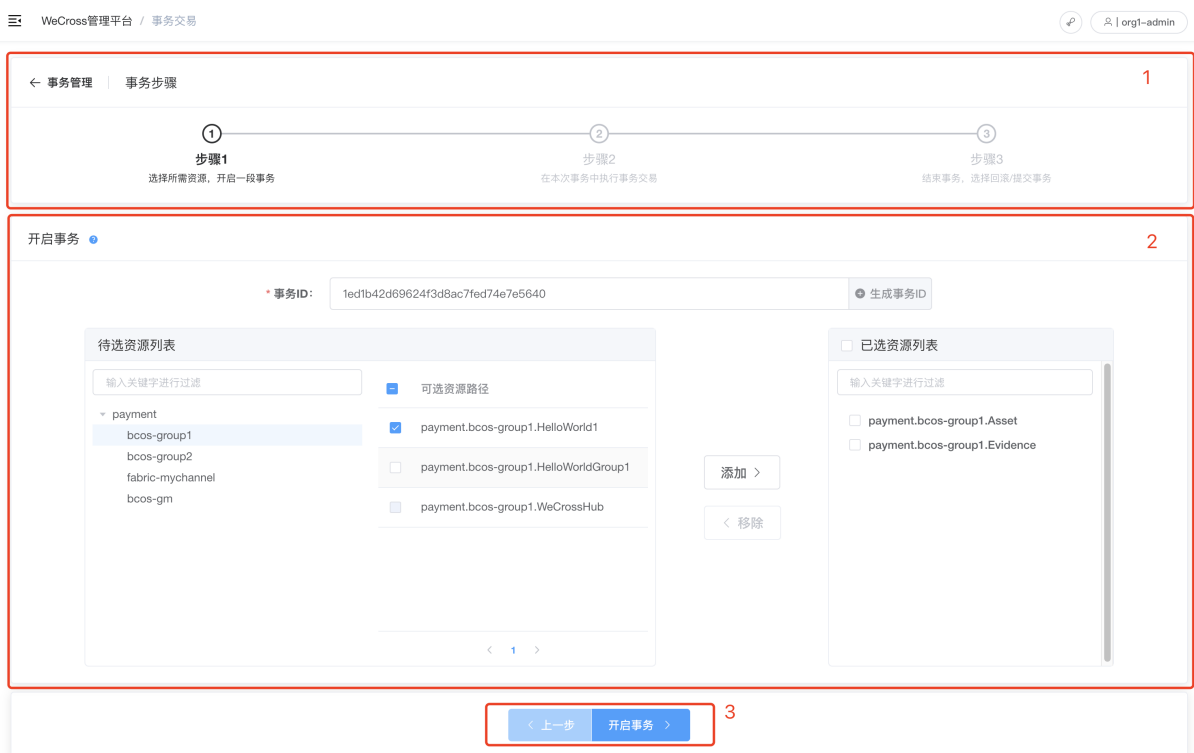 WeCross管理平台 / 事务交易
org1-admin
← 事务管理 事务步骤
1
1 2 3
步骤1 步骤2 步骤3
选择所需资源，开启一段事务 在本次事务中执行事务交易 结束事务，选择回滚/提交事务
开启事务 ?
2
* 事务ID: 1ed1b42d69624f3d8ac7fed74e7e5640 生成事务ID
待选资源列表
输入关键字进行过滤
payment
bcos-group1
bcos-group2
fabric-mychannel
bcos-gm
可选资源路径
payment.bcos-group1.HelloWorld1
payment.bcos-group1.HelloWorldGroup1
payment.bcos-group1.WeCrossHub
< 1 >
添加 >
< 移除
已选资源列表
输入关键字进行过滤
payment.bcos-group1.Asset
payment.bcos-group1.Evidence
< 上一步 开启事务 >
3